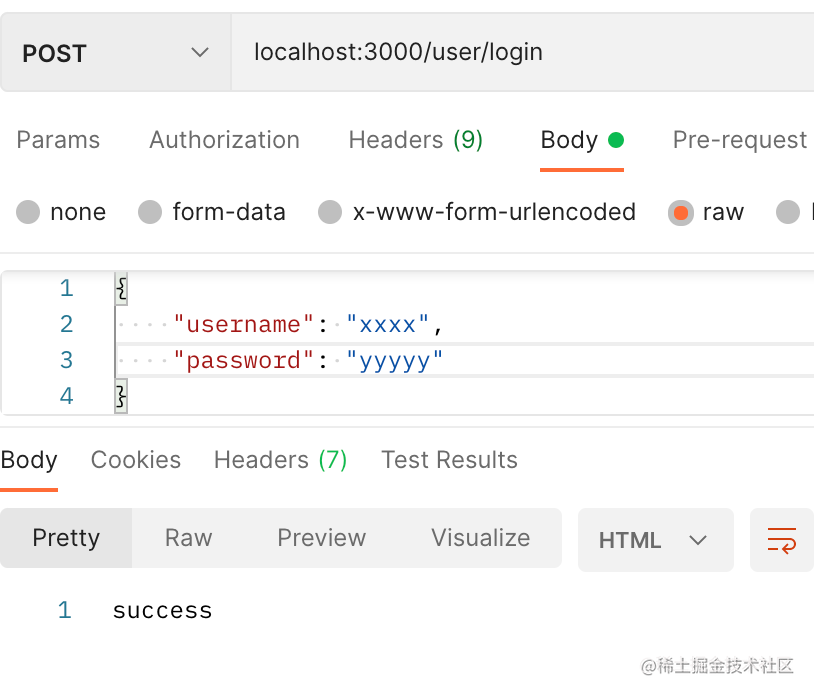 POST localhost:3000/user/login
Params Authorization Headers (9) Body Pre-request
none form-data x-www-form-urlencoded raw
1 {
2 "username": "xxxx",
3 "password": "yyyyy"
4 }
Body Cookies Headers (7) Test Results
Pretty Raw Preview Visualize HTML
1 success
@稀土掘金技术社区